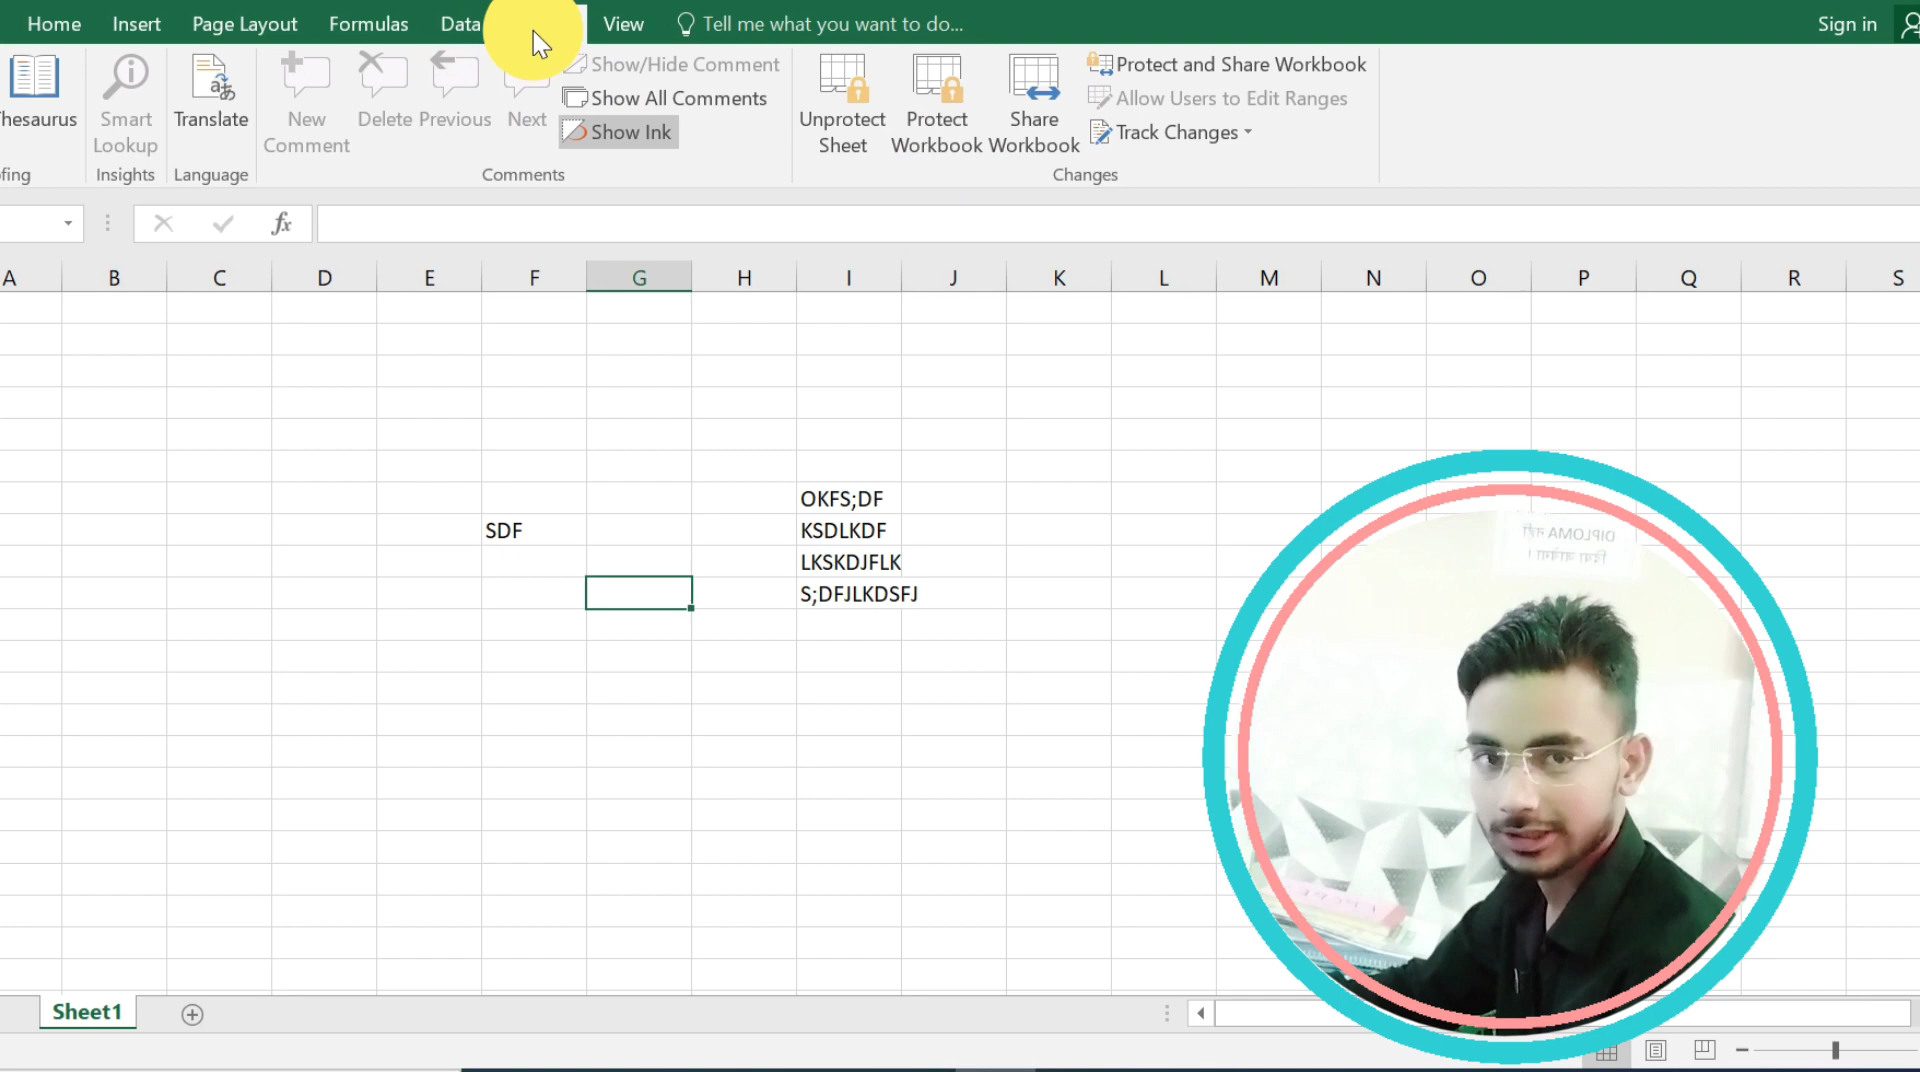 Home Insert Page Layout Formulas Data View Tell me what you want to do... Sign in
Show/Hide Comment
Show All Comments
Show Ink
Thesaurus
Smart Lookup
Translate
New Comment
Delete Previous Next
Unprotect Sheet
Protect Workbook
Share Workbook
Protect and Share Workbook
Allow Users to Edit Ranges
Track Changes
fing Insights Language Comments Changes
fx
A B C D E F G H I J K L M N O P Q R S
OKFS;DF
SDF KSDLKDF
LKSKDJFLK
S;DFJLKDSFJ
DIPLOMA नहीं
Sheet1